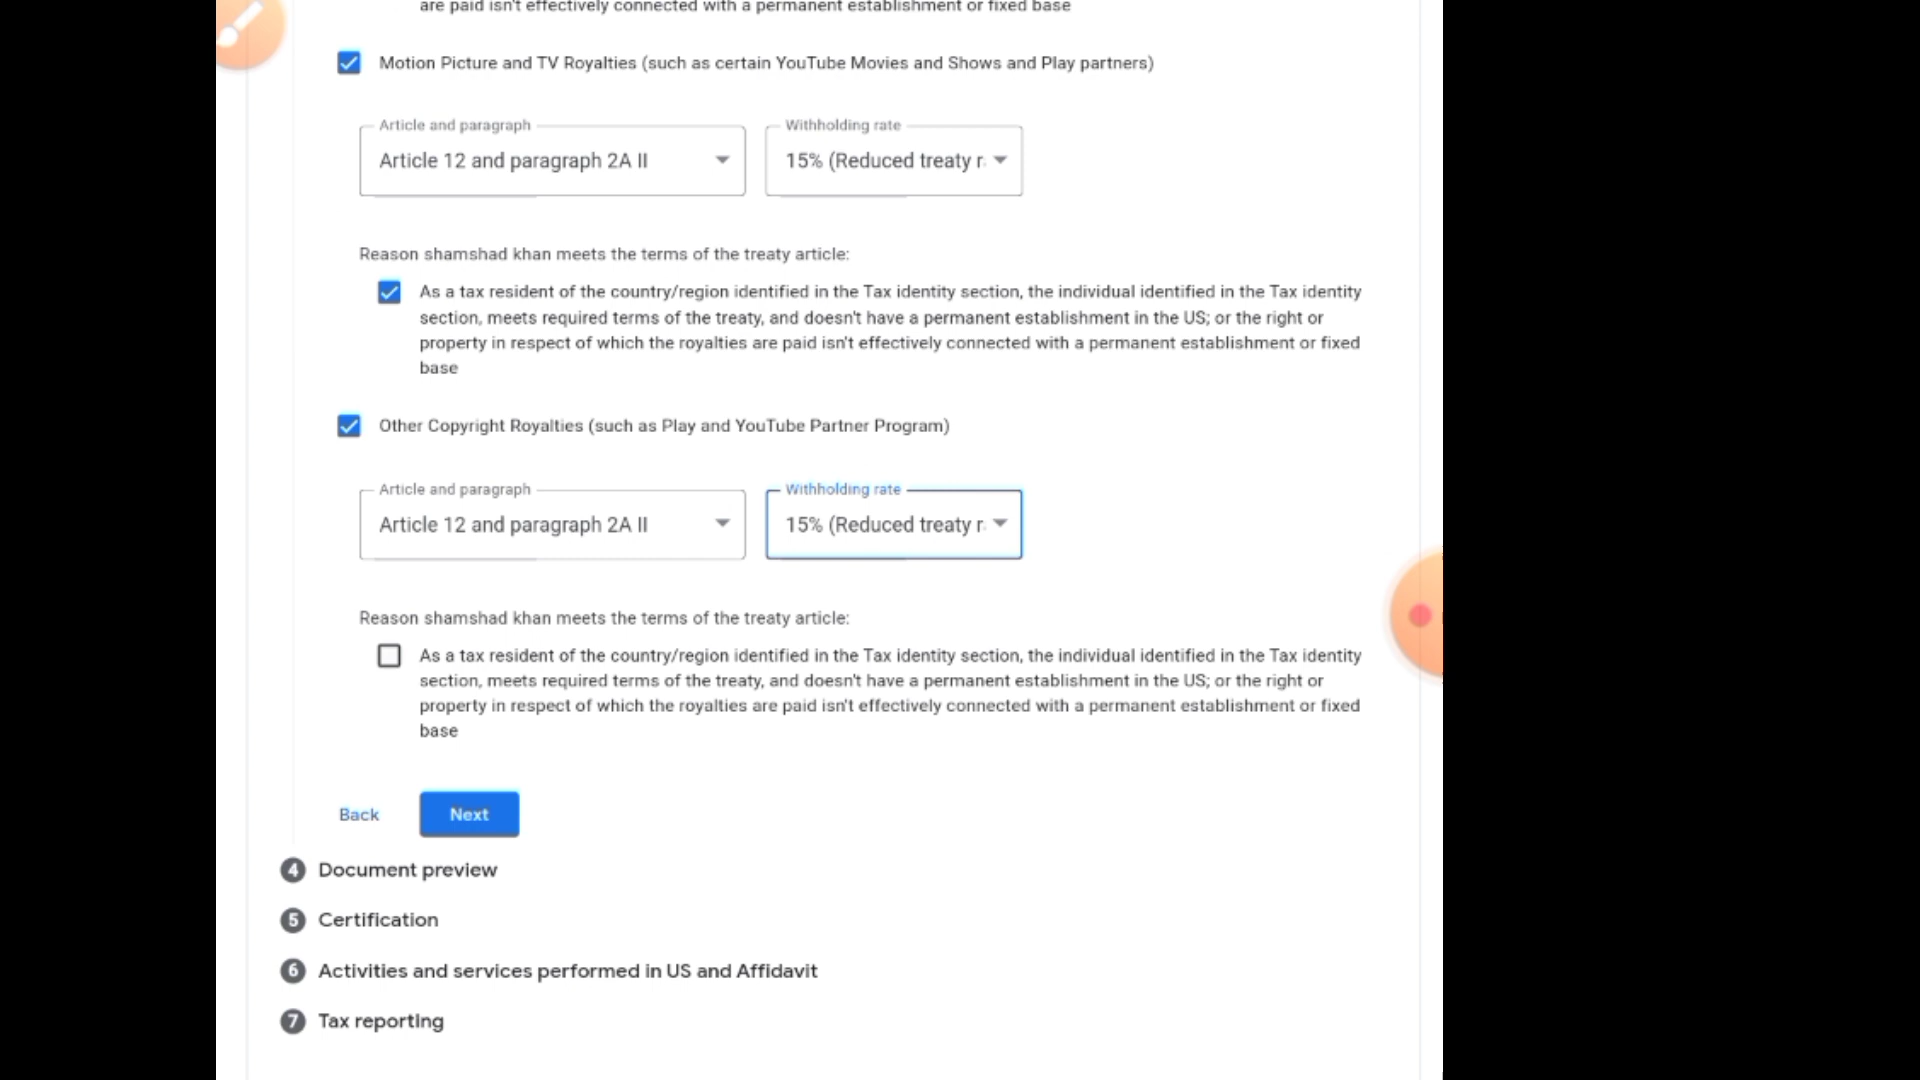 are paid isn't effectively connected with a permanent establishment or fixed base
Motion Picture and TV Royalties (such as certain YouTube Movies and Shows and Play partners)
Article and paragraph
Withholding rate
Article 12 and paragraph 2A II
15% (Reduced treaty r
Reason shamshad khan meets the terms of the treaty article:
As a tax resident of the country/region identified in the Tax identity section, the individual identified in the Tax identity
section, meets required terms of the treaty, and doesn't have a permanent establishment in the US; or the right or
property in respect of which the royalties are paid isn't effectively connected with a permanent establishment or fixed
base
Other Copyright Royalties (such as Play and YouTube Partner Program)
Article and paragraph
Withholding rate
Article 12 and paragraph 2A II
15% (Reduced treaty r
Reason shamshad khan meets the terms of the treaty article:
As a tax resident of the country/region identified in the Tax identity section, the individual identified in the Tax identity
section, meets required terms of the treaty, and doesn't have a permanent establishment in the US; or the right or
property in respect of which the royalties are paid isn't effectively connected with a permanent establishment or fixed
base
Back
Next
4 Document preview
5 Certification
6 Activities and services performed in US and Affidavit
7 Tax reporting